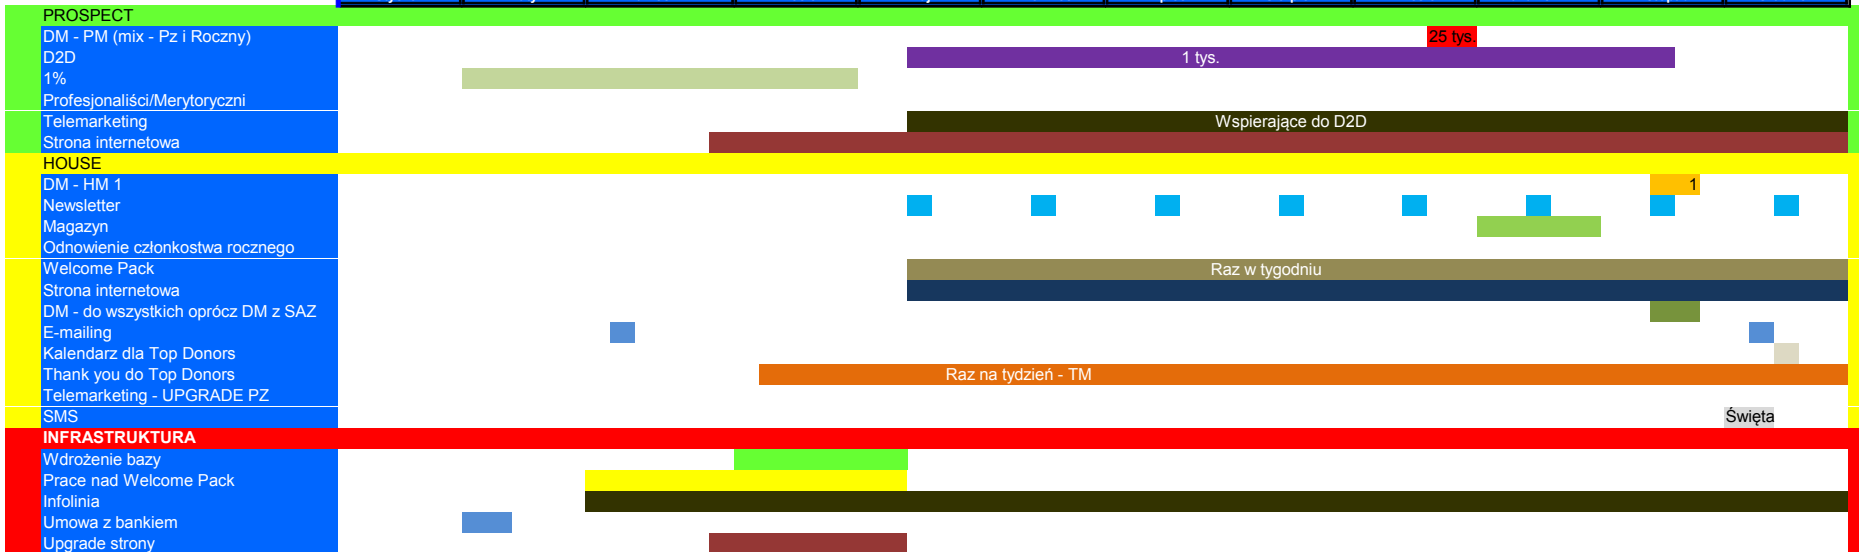 PROSPECT
DM - PM (mix - Pz i Roczny) 25 tys.
D2D 1 tys.
1%
Profesjonaliści/Merytoryczni
Telemarketing Wspierające do D2D
Strona internetowa
HOUSE
DM - HM 1 1
Newsletter
Magazyn
Odnowienie członkostwa rocznego
Welcome Pack Raz w tygodniu
Strona internetowa
DM - do wszystkich oprócz DM z SAZ
E-mailing
Kalendarz dla Top Donors
Thank you do Top Donors Raz na tydzień - TM
Telemarketing - UPGRADE PZ
SMS Święta
INFRASTRUKTURA
Wdrożenie bazy
Prace nad Welcome Pack
Infolinia
Umowa z bankiem
Upgrade strony